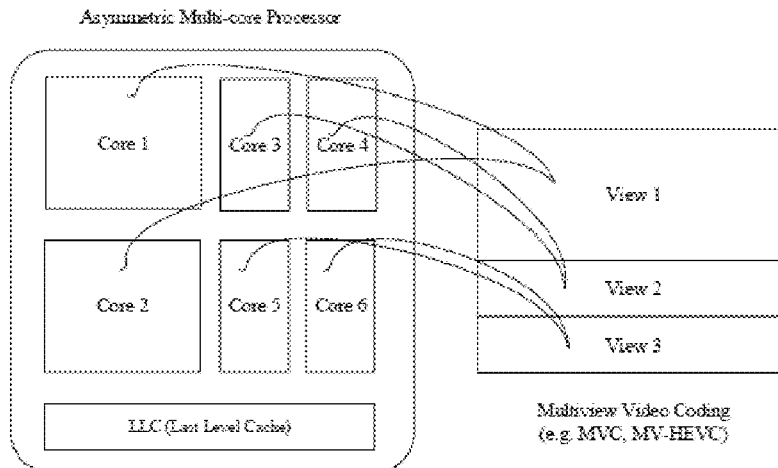 Asymmetric Multi-core Processor
Core 1
Core 3
Core 4
View 1
Core 2
Core 5
Core 6
View 2
View 3
LLC (Last Level Cache)
Multiview Video Coding
(e.g. MVC, MV-HEVC)